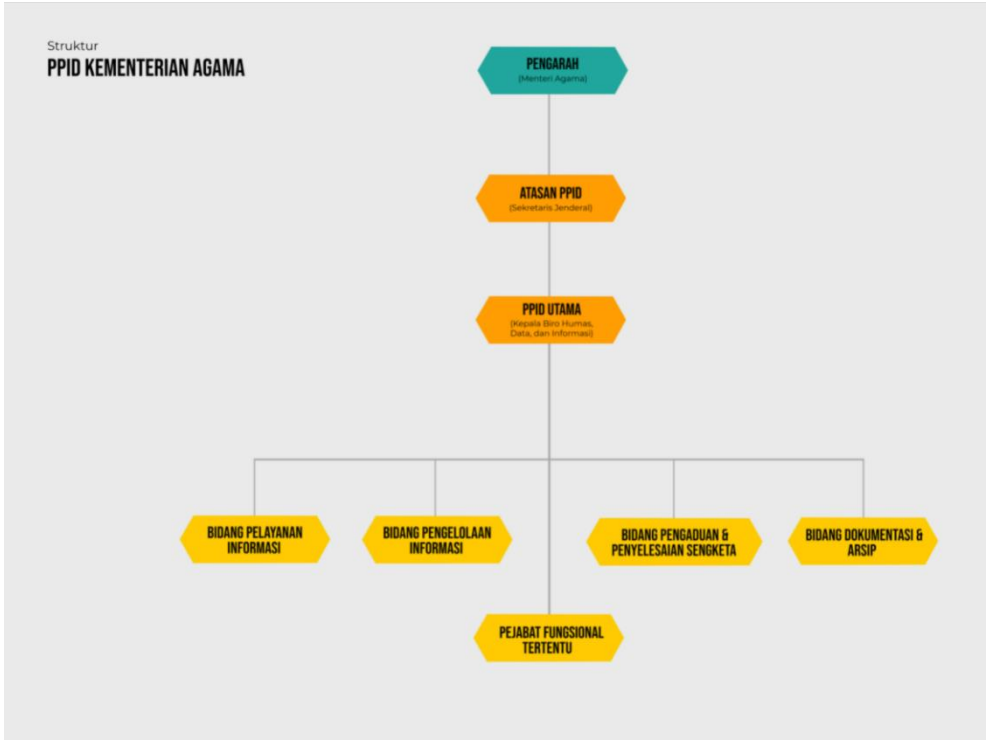 Struktur
PPID KEMENTERIAN AGAMA
PENGARAH
(Menteri Agama)
ATASAN PPID
(Sekretaris Jenderal)
PPID UTAMA
(Kepala Biro Humas,
Data, dan Informasi)
BIDANG PELAYANAN
INFORMASI
BIDANG PENGELOLAAN
INFORMASI
BIDANG PENGADUAN &
PENYELESAIAN SENGKETA
BIDANG DOKUMENTASI &
ARSIP
PEJABAT FUNGSIONAL
TERTENTU